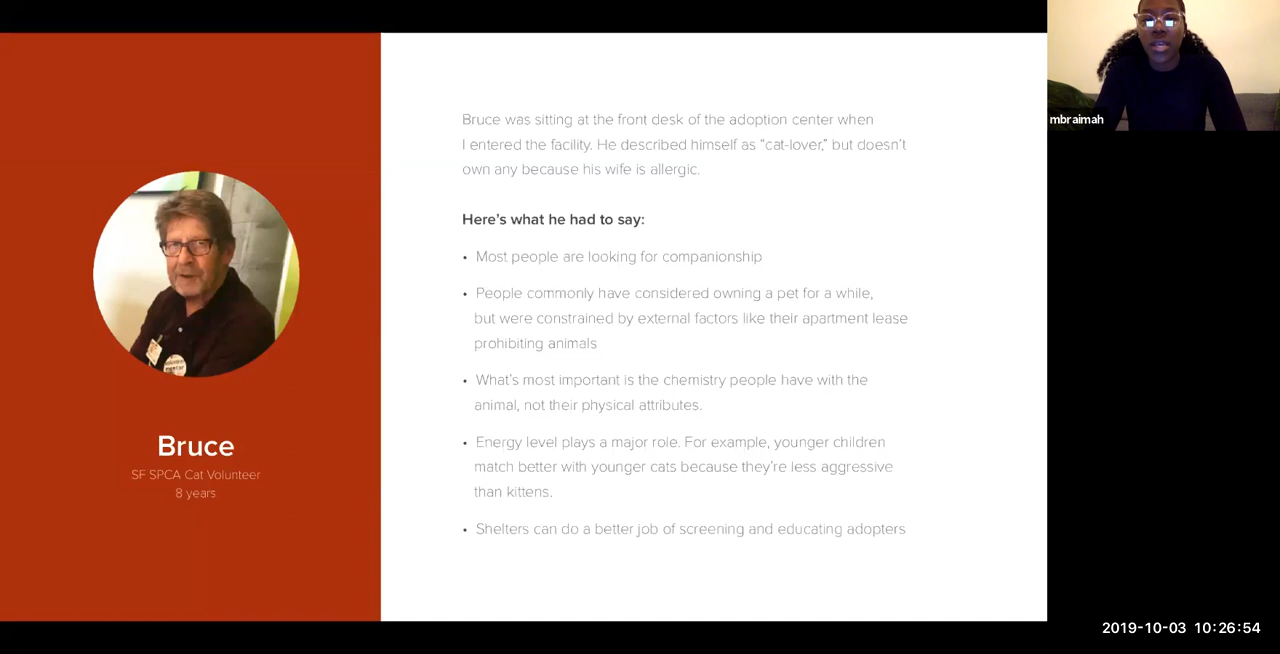 mbraimah
Bruce was sitting at the front desk of the adoption center when
I entered the facility. He described himself as “cat-lover,” but doesn’t
own any because his wife is allergic.
Here’s what he had to say:
• Most people are looking for companionship
• People commonly have considered owning a pet for a while,
but were constrained by external factors like their apartment lease
prohibiting animals
• What’s most important is the chemistry people have with the
animal, not their physical attributes.
• Energy level plays a major role. For example, younger children
match better with younger cats because they’re less aggressive
than kittens.
• Shelters can do a better job of screening and educating adopters
Bruce
SF SPCA Cat Volunteer
8 years
2019-10-03 10:26:54